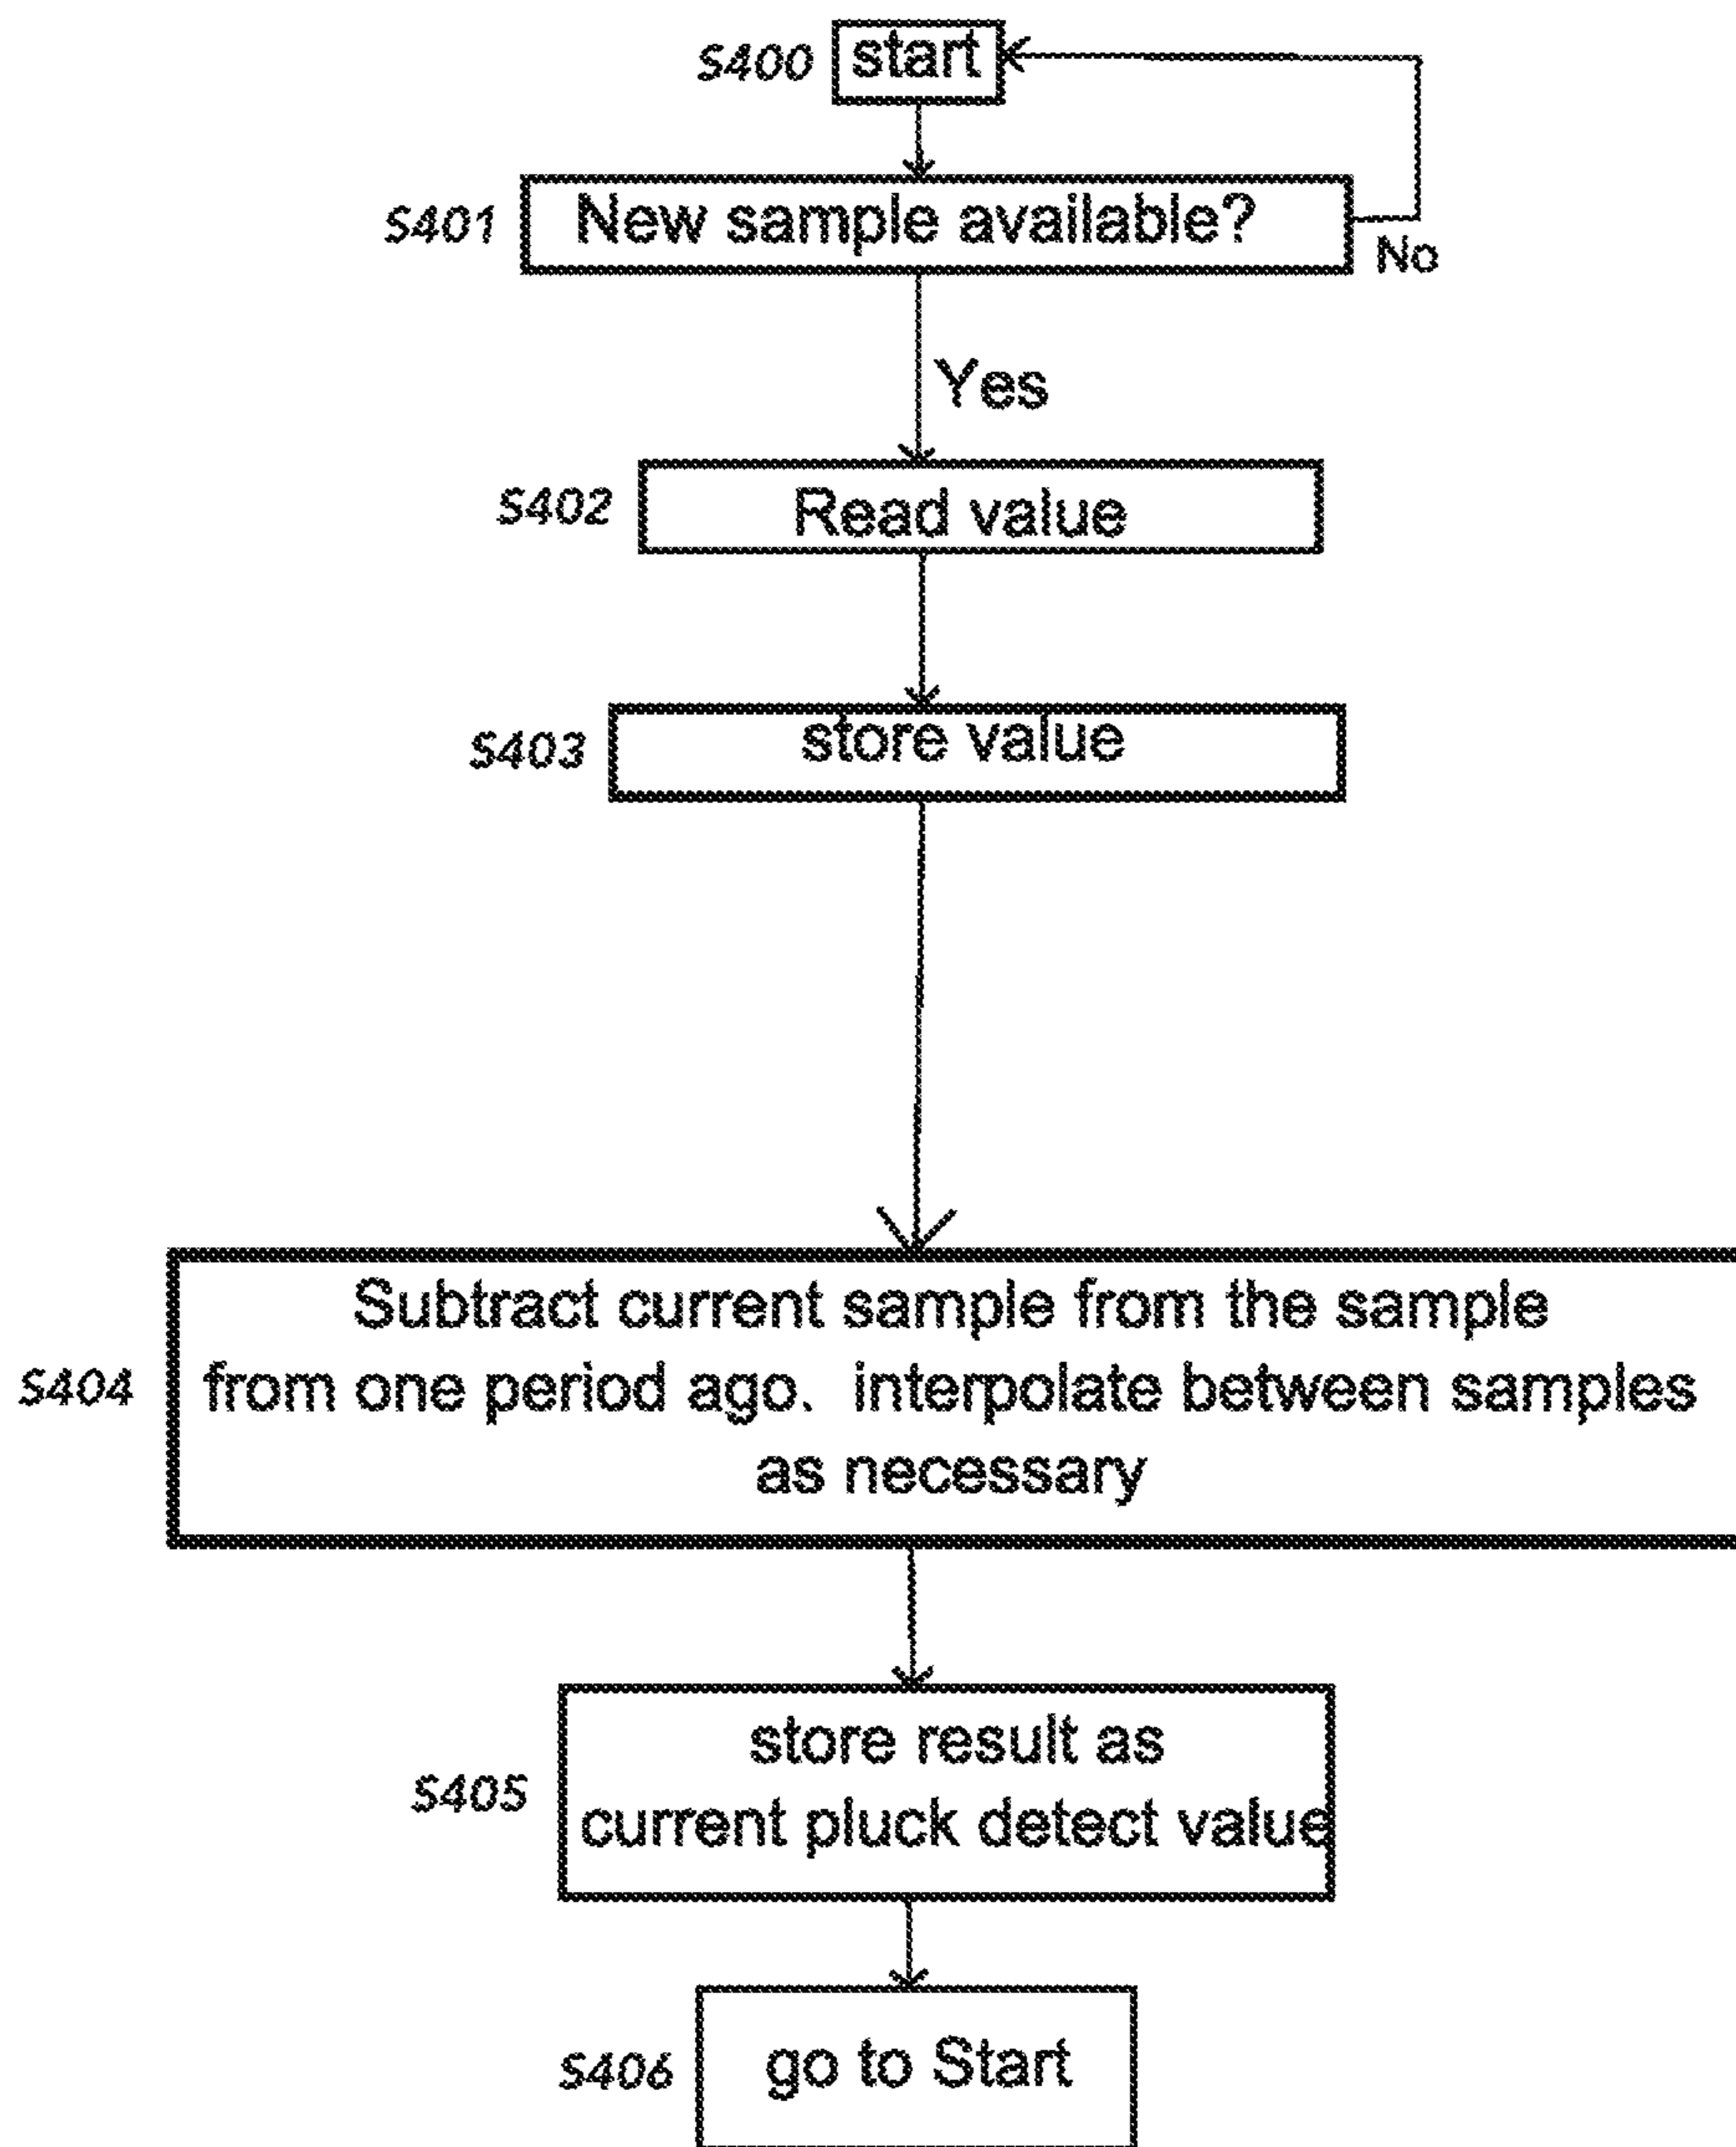 S400 start
S401 New sample available?
No
Yes
S402 Read value
S403 store value
Subtract current sample from the sample
S404 from one period ago. interpolate between samples
as necessary
store result as
S405
current pluck detect value
S406 go to Start